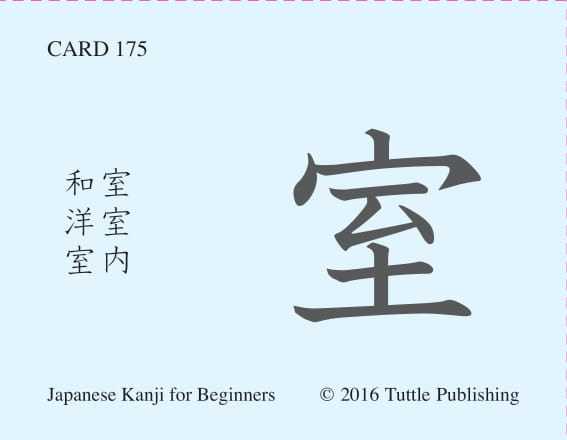 CARD 175
室
和室
洋室
室内
Japanese Kanji for Beginners
© 2016 Tuttle Publishing